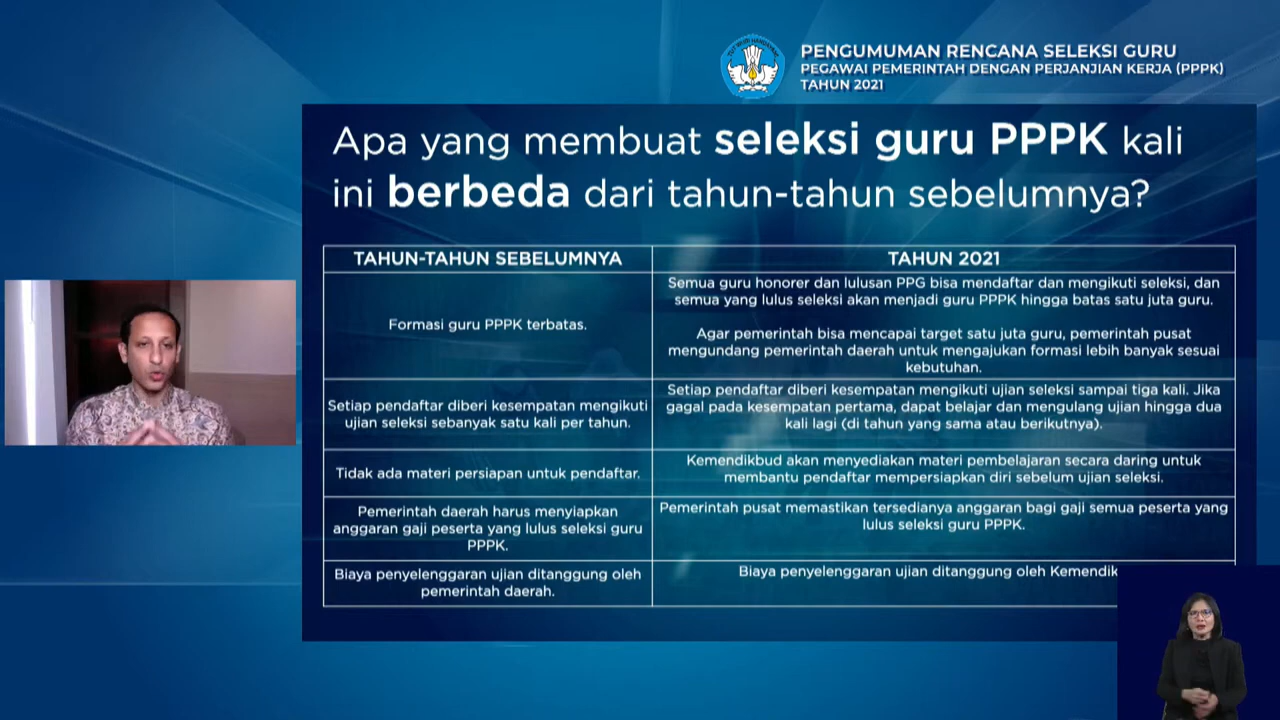 TUT WURI HANDAYANI
PENGUMUMAN RENCANA SELEKSI GURU
PEGAWAI PEMERINTAH DENGAN PERJANJIAN KERJA (PPPK)
TAHUN 2021
Apa yang membuat seleksi guru PPPK kali
ini berbeda dari tahun-tahun sebelumnya?
TAHUN-TAHUN SEBELUMNYA
TAHUN 2021
Formasi guru PPPK terbatas.
Semua guru honorer dan lulusan PPG bisa mendaftar dan mengikuti seleksi, dan
semua yang lulus seleksi akan menjadi guru PPPK hingga batas satu juta guru.
Agar pemerintah bisa mencapai target satu juta guru, pemerintah pusat
mengundang pemerintah daerah untuk mengajukan formasi lebih banyak sesuai
kebutuhan.
Setiap pendaftar diberi kesempatan mengikuti
ujian seleksi sebanyak satu kali per tahun.
Setiap pendaftar diberi kesempatan mengikuti ujian seleksi sampai tiga kali. Jika
gagal pada kesempatan pertama, dapat belajar dan mengulang ujian hingga dua
kali lagi (di tahun yang sama atau berikutnya).
Tidak ada materi persiapan untuk pendaftar.
Kemendikbud akan menyediakan materi pembelajaran secara daring untuk
membantu pendaftar mempersiapkan diri sebelum ujian seleksi.
Pemerintah daerah harus menyiapkan
anggaran gaji peserta yang lulus seleksi guru
PPPK.
Pemerintah pusat memastikan tersedianya anggaran bagi gaji semua peserta yang
lulus seleksi guru PPPK.
Biaya penyelenggaran ujian ditanggung oleh
pemerintah daerah.
Biaya penyelenggaran ujian ditanggung oleh Kemendik